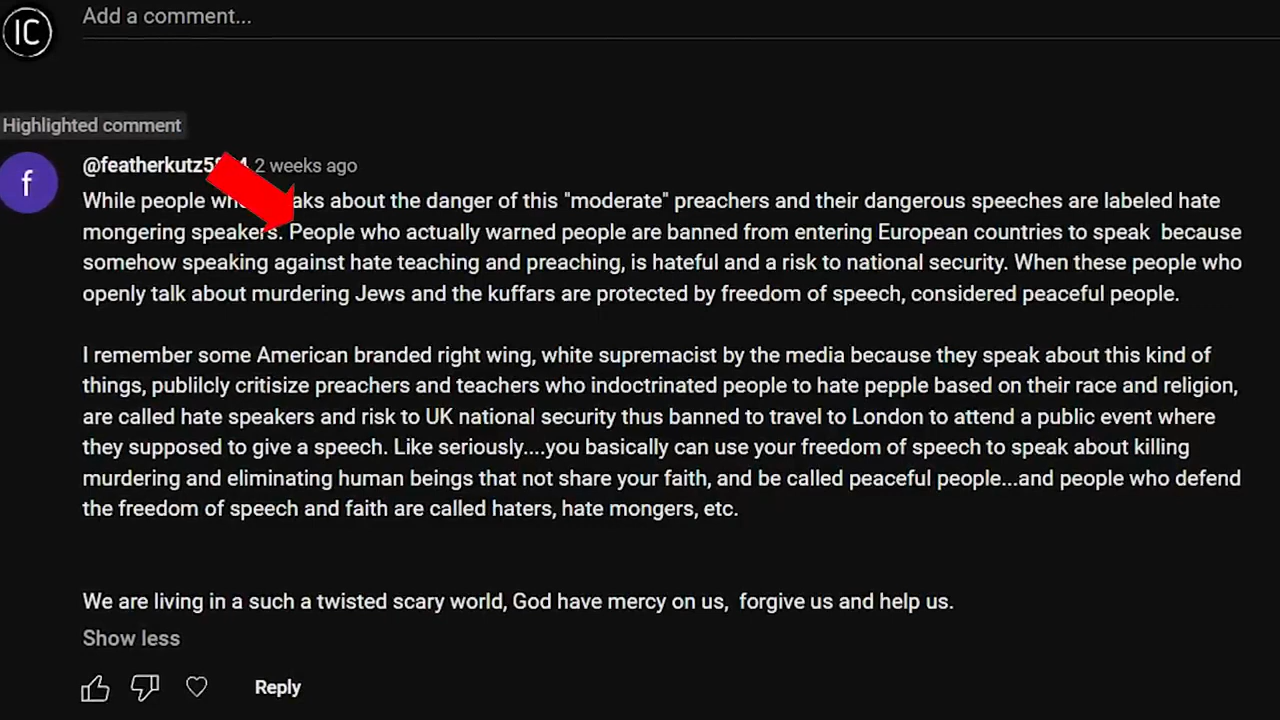 IC
Add a comment...
Highlighted comment
f
@featherkutz5 4 2 weeks ago
While people aks about the danger of this "moderate" preachers and their dangerous speeches are labeled hate
mongering speakers. People who actually warned people are banned from entering European countries to speak because
somehow speaking against hate teaching and preaching, is hateful and a risk to national security. When these people who
openly talk about murdering Jews and the kuffars are protected by freedom of speech, considered peaceful people.
I remember some American branded right wing, white supremacist by the media because they speak about this kind of
things, publilcly critisize preachers and teachers who indoctrinated people to hate pepple based on their race and religion,
are called hate speakers and risk to UK national security thus banned to travel to London to attend a public event where
they supposed to give a speech. Like seriously....you basically can use your freedom of speech to speak about killing
murdering and eliminating human beings that not share your faith, and be called peaceful people...and people who defend
the freedom of speech and faith are called haters, hate mongers, etc.
We are living in a such a twisted scary world, God have mercy on us, forgive us and help us.
Show less
Reply